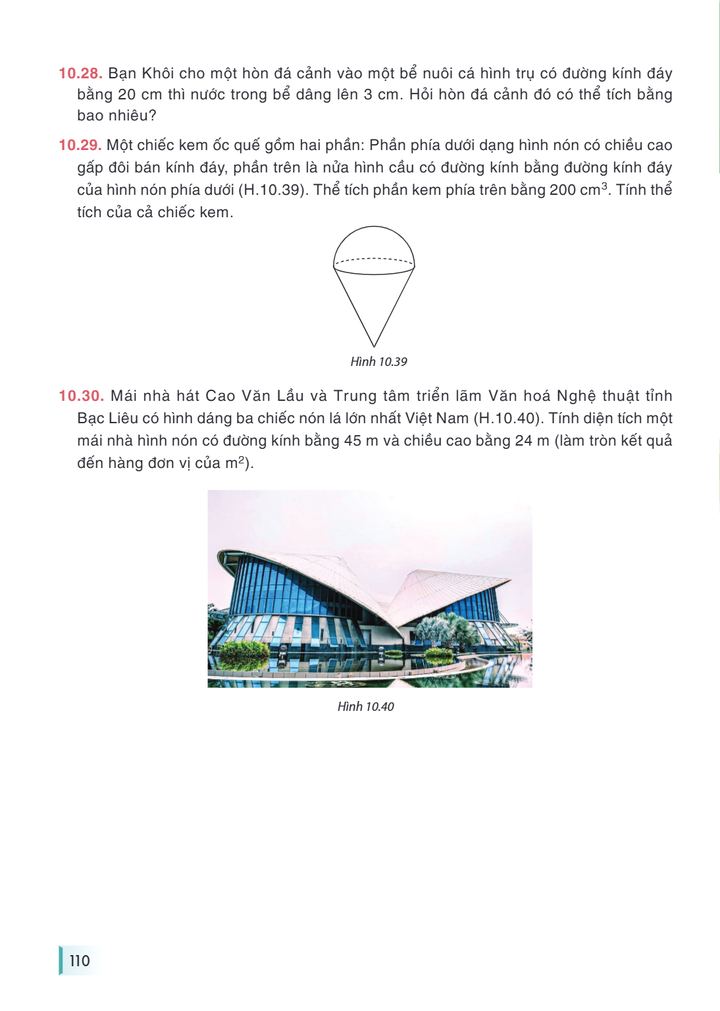 10.28. Bạn Khôi cho một hòn đá cảnh vào một bể nuôi cá hình trụ có đường kính đáy
bằng 20 cm thì nước trong bể dâng lên 3 cm. Hỏi hòn đá cảnh đó có thể tích bằng
bao nhiêu?
10.29. Một chiếc kem ốc quế gồm hai phần: Phần phía dưới dạng hình nón có chiều cao
gấp đôi bán kính đáy, phần trên là nửa hình cầu có đường kính bằng đường kính đáy
của hình nón phía dưới (H.10.39). Thể tích phần kem phía trên bằng 200 cm³. Tính thể
tích của cả chiếc kem.
Hình 10.39
10.30. Mái nhà hát Cao Văn Lầu và Trung tâm triển lãm Văn hoá Nghệ thuật tỉnh
Bạc Liêu có hình dáng ba chiếc nón lá lớn nhất Việt Nam (H.10.40). Tính diện tích một
mái nhà hình nón có đường kính bằng 45 m và chiều cao bằng 24 m (làm tròn kết quả
đến hàng đơn vị của m²).
Hình 10.40
110